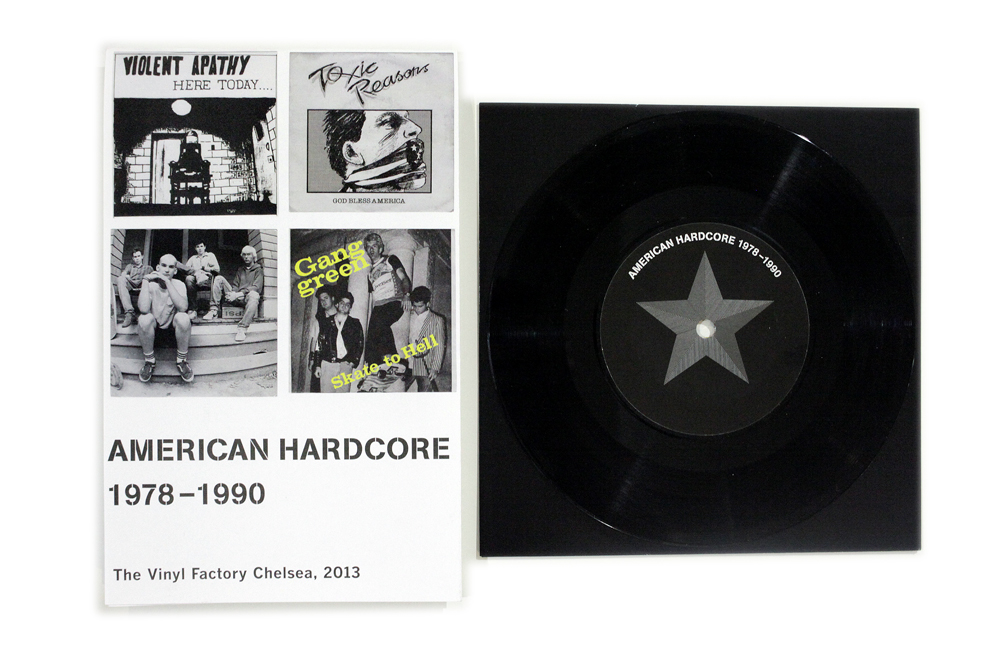 VIOLENT APATHY
HERE TODAY....
Toxic
Reasons
GOD BLESS AMERICA
Gang
green
Skate to Hell
AMERICAN HARDCORE
1978–1990
The Vinyl Factory Chelsea, 2013
AMERICAN HARDCORE 1978–1990